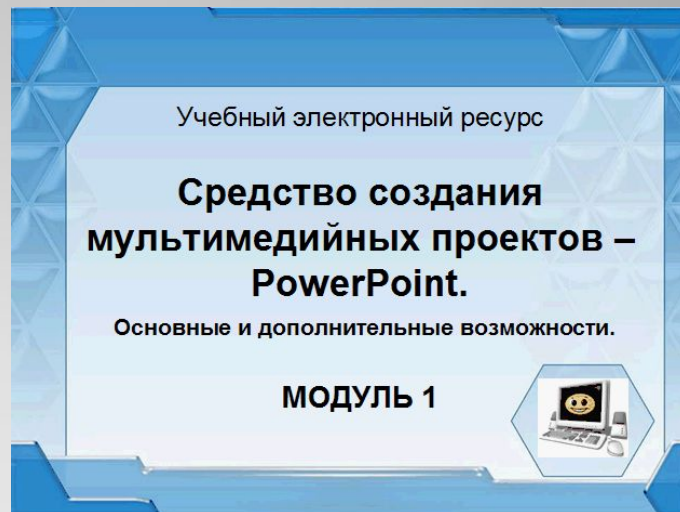 Учебный электронный ресурс
Средство создания
мультимедийных проектов –
PowerPoint.
Основные и дополнительные возможности.
МОДУЛЬ 1